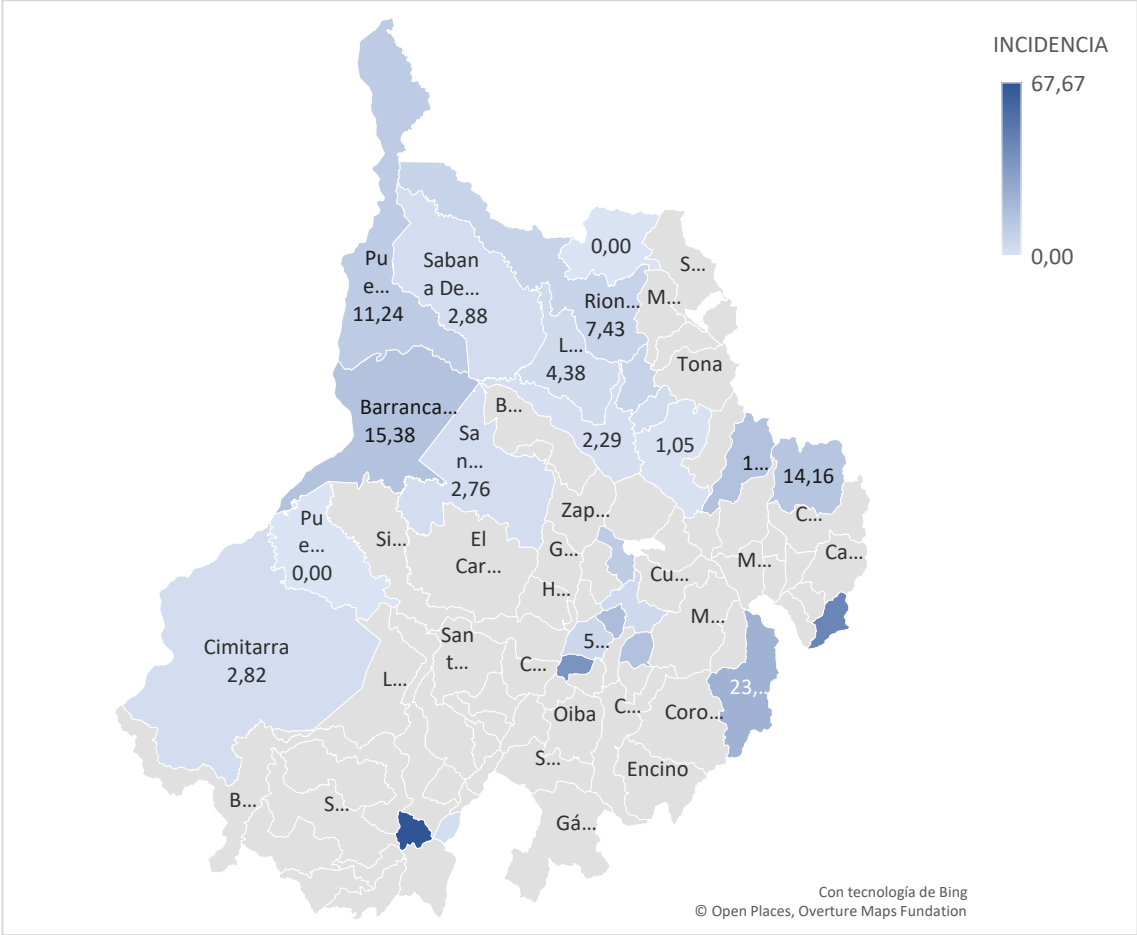 INCIDENCIA
67,67
0,00
0,00
S...
Pu
e...
11,24
Saban
a De...
2,88
Rion...
7,43
M...
L...
4,38
Tona
Barranca...
15,38
B...
Sa
n...
2,76
2,29
1,05
1...
14,16
Zap...
C...
Pu
e...
0,00
Si...
El
Car...
G...
Ca...
M...
Cu...
H...
M...
Cimitarra
2,82
San
t...
5...
C...
L...
23,...
Oiba
C...
Coro...
S...
Encino
B...
S...
Gá...
Con tecnología de Bing
© Open Places, Overture Maps Fundation